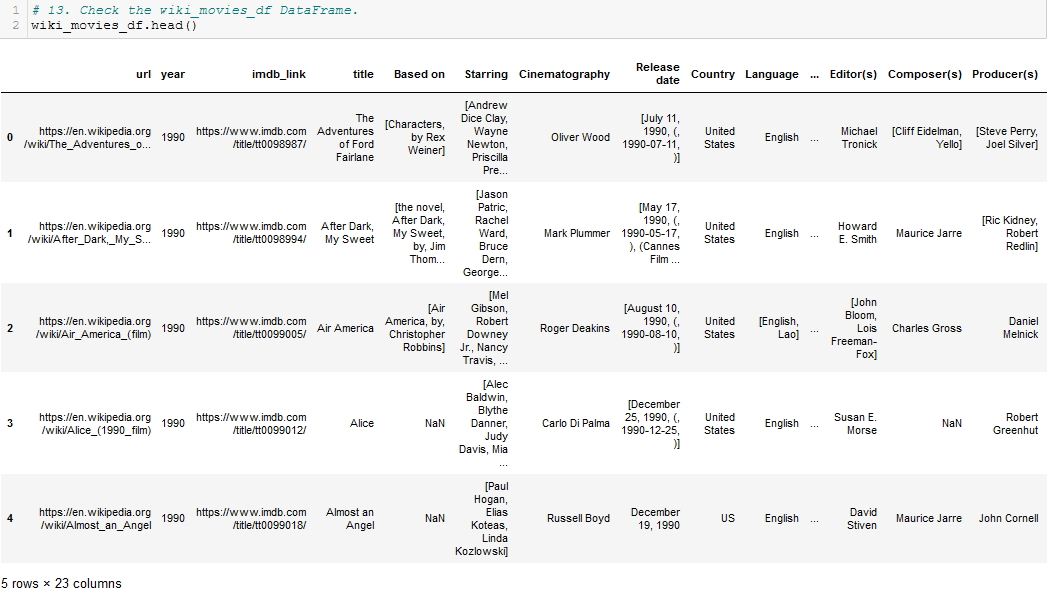 1 # 13. Check the wiki_movies_df DataFrame.
2 wiki_movies_df.head()
url year imdb_link title Based on Starring Cinematography Release date Country Language ... Editor(s) Composer(s) Producer(s)
0 https://en.wikipedia.org/wiki/The_Adventures_o... 1990 https://www.imdb.com/title/tt0098987/ The Adventures of Ford Fairlane [Characters, by Rex Weiner] [Andrew Dice Clay, Wayne Newton, Priscilla Pre... Oliver Wood [July 11, 1990, (, 1990-07-11, )] United States English ... Michael Tronick [Cliff Eidelman, Yello] [Steve Perry, Joel Silver]
1 https://en.wikipedia.org/wiki/After_Dark,_My_S... 1990 https://www.imdb.com/title/tt0098994/ After Dark, My Sweet [the novel, After Dark, My Sweet, by, Jim Thom... [Jason Patric, Rachel Ward, Bruce Dern, George... Mark Plummer [May 17, 1990, (, 1990-05-17, ), (Cannes Film ... United States English ... Howard E. Smith Maurice Jarre [Ric Kidney, Robert Redlin]
2 https://en.wikipedia.org/wiki/Air_America_(film) 1990 https://www.imdb.com/title/tt0099005/ Air America [Air America, by, Christopher Robbins] [Mel Gibson, Robert Downey Jr., Nancy Travis, ... Roger Deakins [August 10, 1990, (, 1990-08-10, )] United States [English, Lao] ... [John Bloom, Lois Freeman-Fox] Charles Gross Daniel Melnick
3 https://en.wikipedia.org/wiki/Alice_(1990_film) 1990 https://www.imdb.com/title/tt0099012/ Alice NaN [Alec Baldwin, Blythe Danner, Judy Davis, Mia ... Carlo Di Palma [December 25, 1990, (, 1990-12-25, )] United States English ... Susan E. Morse NaN Robert Greenhut
4 https://en.wikipedia.org/wiki/Almost_an_Angel 1990 https://www.imdb.com/title/tt0099018/ Almost an Angel NaN [Paul Hogan, Elias Koteas, Linda Kozlowski] Russell Boyd December 19, 1990 US English ... David Stiven Maurice Jarre John Cornell
5 rows × 23 columns